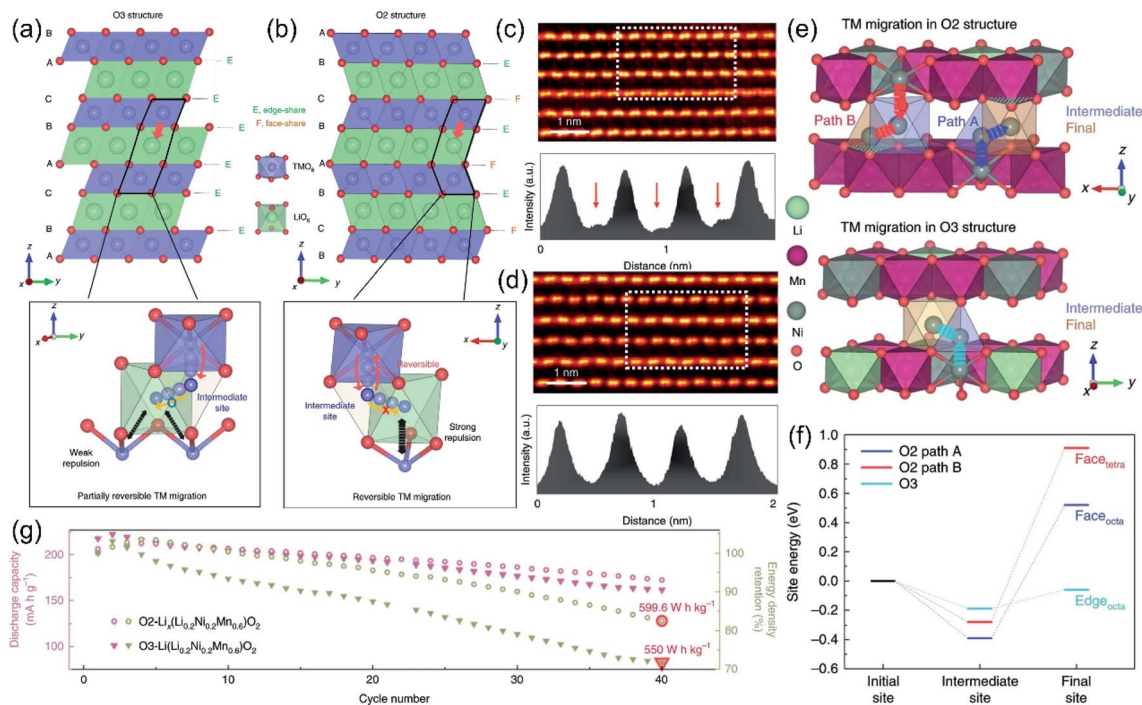 (a)
O3 structure
B
A
C
B
A
C
B
A
E
E
E
E
E
E
E, edge-share
F, face-share
TMO6
LiO6
z
x
y
z
x
y
Weak
repulsion
Intermediate
site
Partially reversible TM migration
(b)
O2 structure
A
B
C
B
A
C
B
B
E
F
E
F
E
F
z
x
y
z
x
y
Reversible
Intermediate
site
Strong
repulsion
Reversible TM migration
(c)
1 nm
Intensity (a.u.)
0
1
Distance (nm)
(d)
1 nm
Intensity (a.u.)
0
1
2
Distance (nm)
(e)
TM migration in O2 structure
Path B
Path A
Intermediate
Final
z
x
y
Li
Mn
Ni
O
TM migration in O3 structure
Intermediate
Final
z
x
y
(f)
Site energy (eV)
1.0
0.8
0.6
0.4
0.2
0.0
−0.2
−0.4
−0.6
O2 path A
O2 path B
O3
Face tetra
Face octa
Edge octa
Initial
site
Intermediate
site
Final
site
(g)
Discharge capacity
(mA h g−1)
200
150
100
O2-Lix(Li0.2Ni0.2Mn0.6)O2
O3-Li(Li0.2Ni0.2Mn0.6)O2
599.6 W h kg−1
550 W h kg−1
100
90
80
70
Energy density
retention (%)
0
10
20
30
40
Cycle number